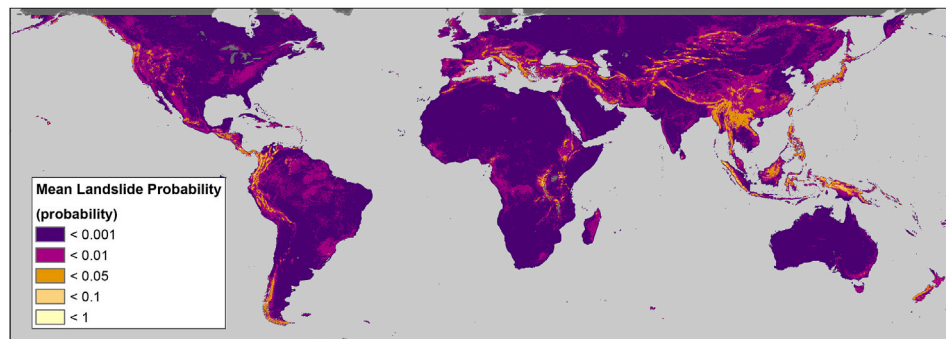 Mean Landslide Probability
(probability)
< 0.001
< 0.01
< 0.05
< 0.1
< 1